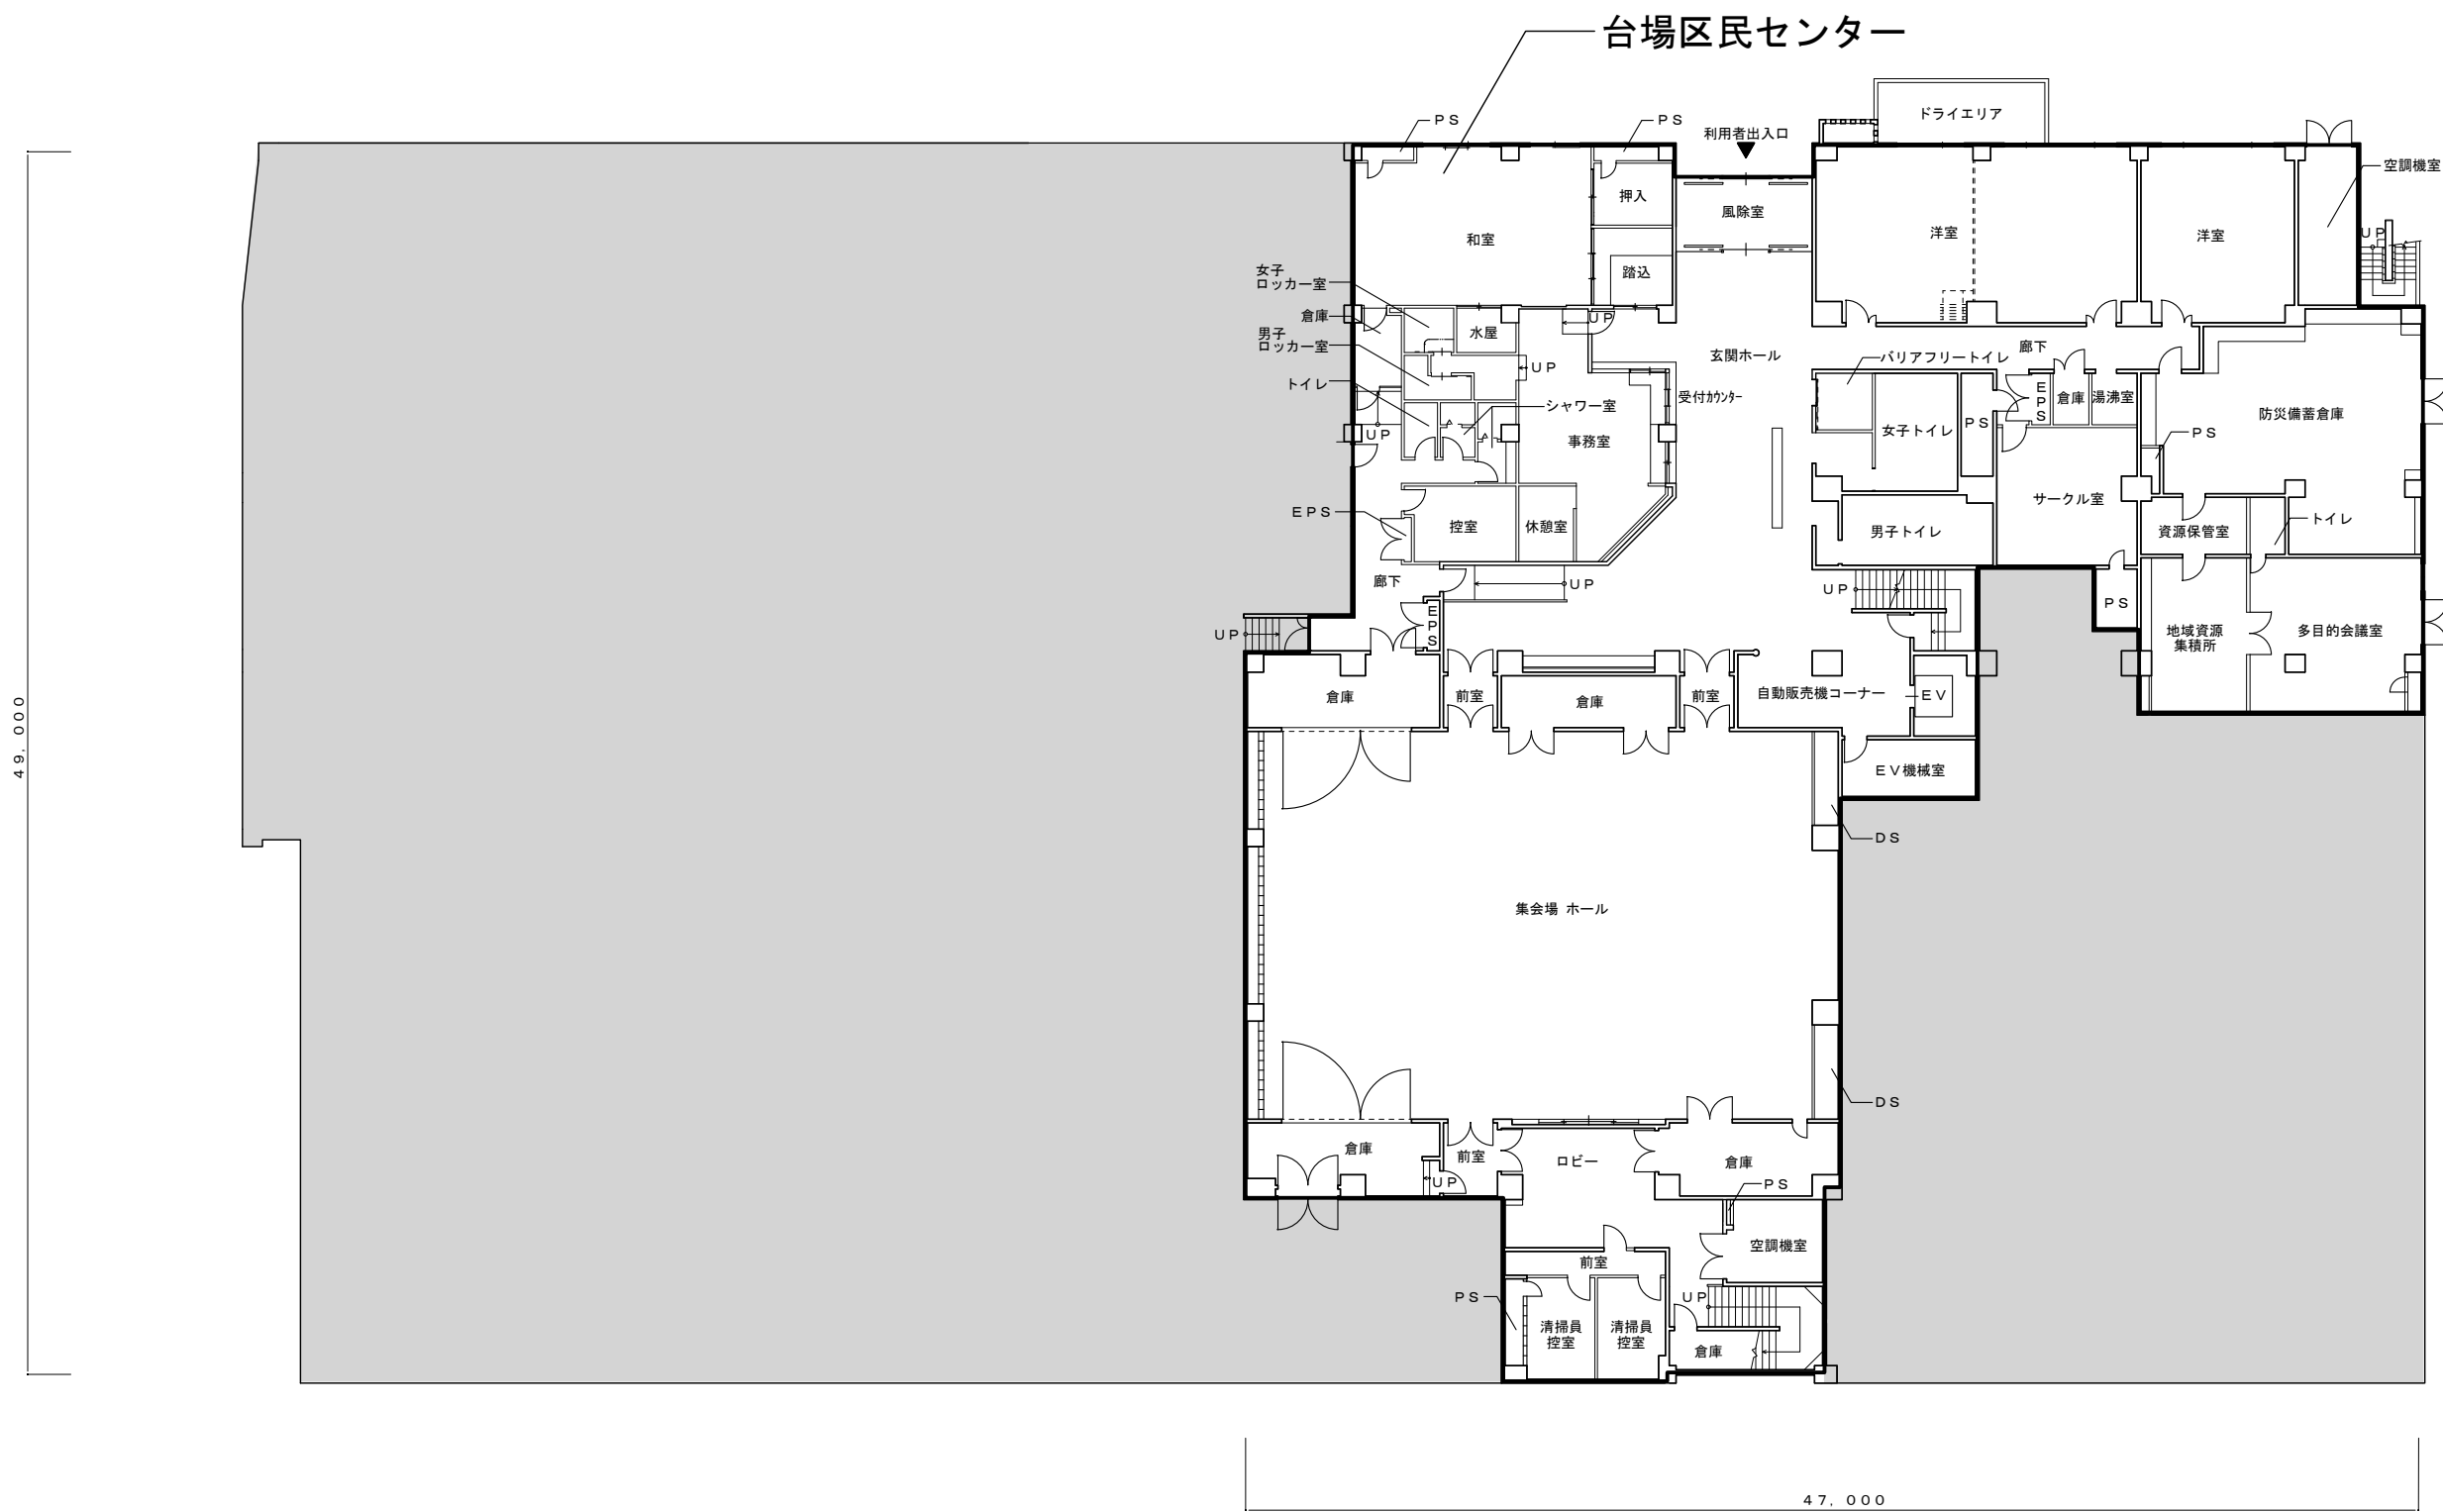 台場区民センター
ドライエリア
ＰＳ
ＰＳ
利用者出入口
空調機室
押入
風除室
和室
洋室
洋室
ＵＰ
踏込
女子
ロッカー室
倉庫
水屋
ＵＰ
男子
ロッカー室
玄関ホール
バリアフリートイレ
廊下
ＵＰ
トイレ
シャワー室
受付ｶｳﾝﾀｰ
ＥＰＳ
倉庫
湯沸室
防災備蓄倉庫
ＵＰ
事務室
女子トイレ
ＰＳ
ＰＳ
サークル室
ＥＰＳ
控室
休憩室
男子トイレ
資源保管室
トイレ
廊下
ＵＰ
ＵＰ
ＰＳ
ＥＰＳ
ＵＰ
地域資源
集積所
多目的会議室
倉庫
前室
倉庫
前室
自動販売機コーナー
ＥＶ
ＥＶ機械室
ＤＳ
集会場 ホール
ＤＳ
倉庫
前室
ロビー
倉庫
ＵＰ
ＰＳ
空調機室
前室
ＰＳ
ＵＰ
清掃員
控室
清掃員
控室
倉庫
４９，０００
４７，０００